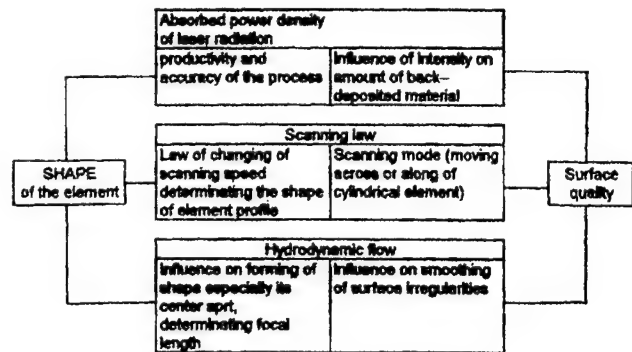 Absorbed power density
of laser radiation
productivity and
accuracy of the process
Influence of intensity on
amount of back–
deposited material
Scanning law
Law of changing of
scanning speed
determinating the shape
of element profile
Scanning mode (moving
across or along of
cylindrical element)
SHAPE
of the element
Surface
quality
Hydrodynamic flow
Influence on forming of
shape especially its
center aprt,
determinating focal
length
Influence on smoothing
of surface irregularities